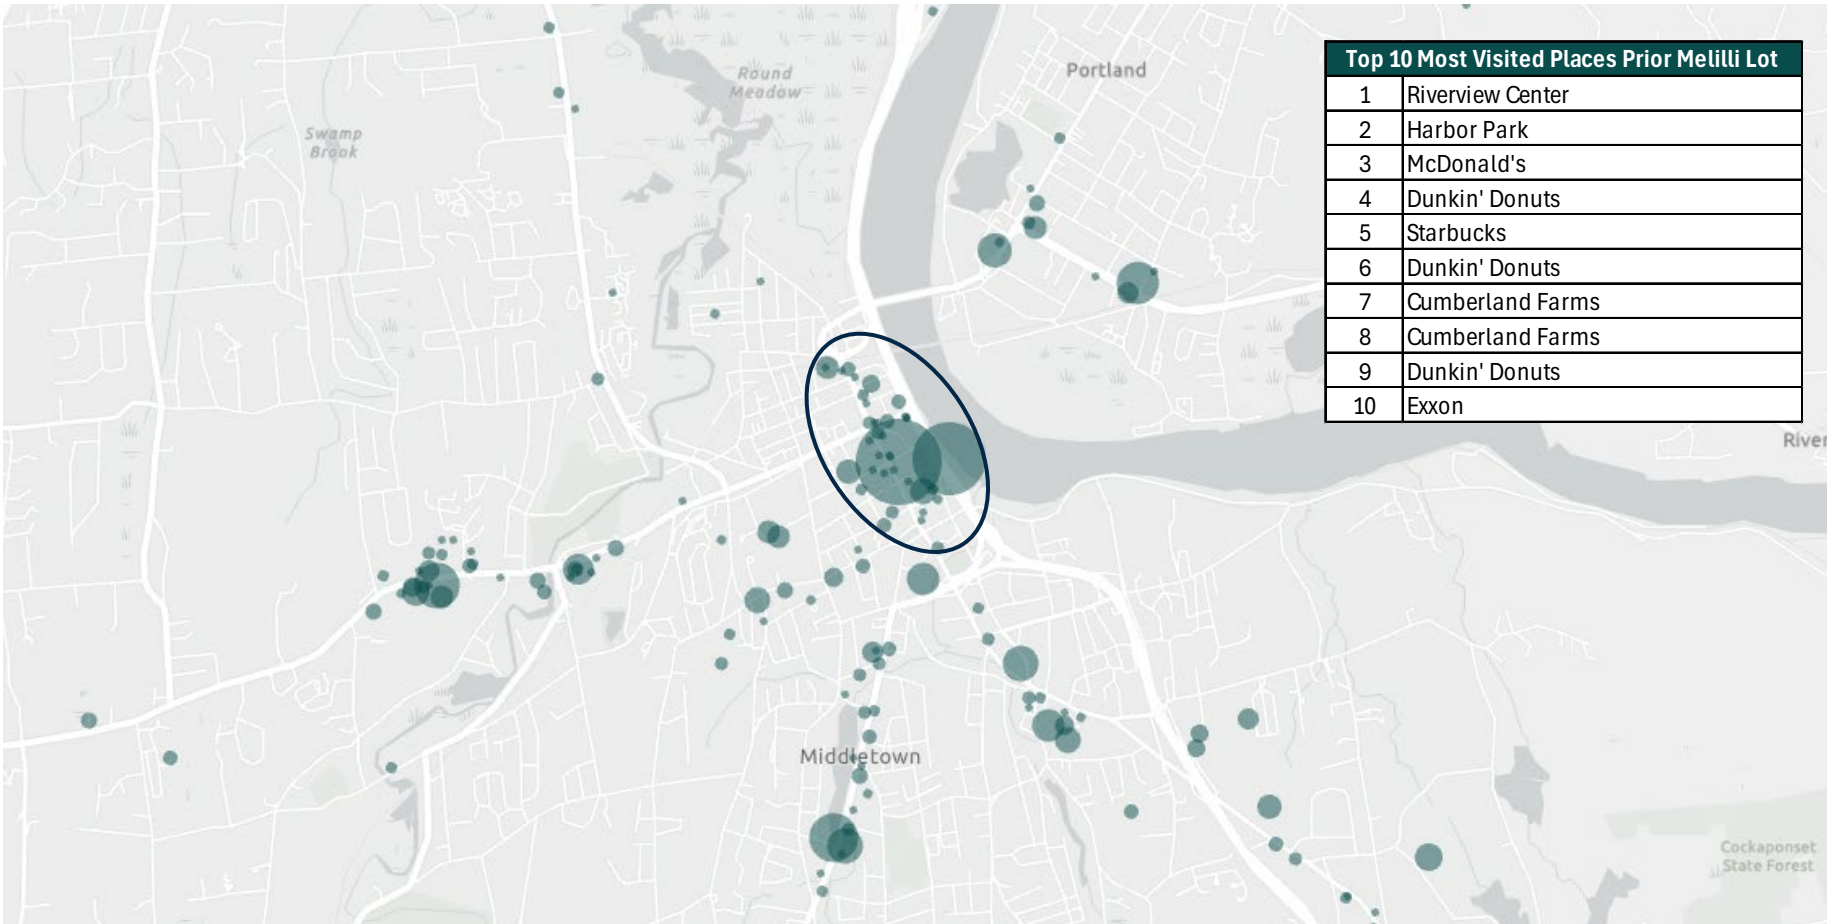 Round
Meadow
Portland
Swamp
Brook
Top 10 Most Visited Places Prior Melilli Lot
1 Riverview Center
2 Harbor Park
3 McDonald's
4 Dunkin' Donuts
5 Starbucks
6 Dunkin' Donuts
7 Cumberland Farms
8 Cumberland Farms
9 Dunkin' Donuts
10 Exxon
River
Middletown
Cockaponset
State Forest